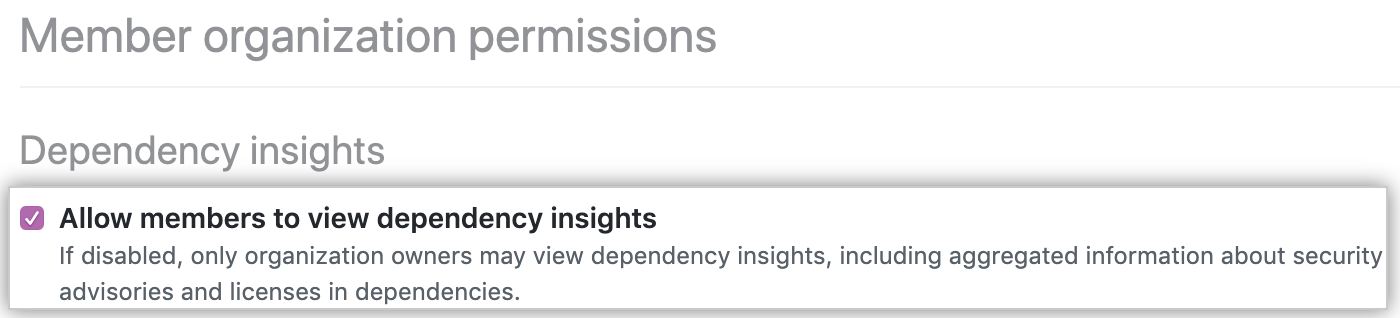 Member organization permissions
Dependency insights
Allow members to view dependency insights
If disabled, only organization owners may view dependency insights, including aggregated information about security
advisories and licenses in dependencies.